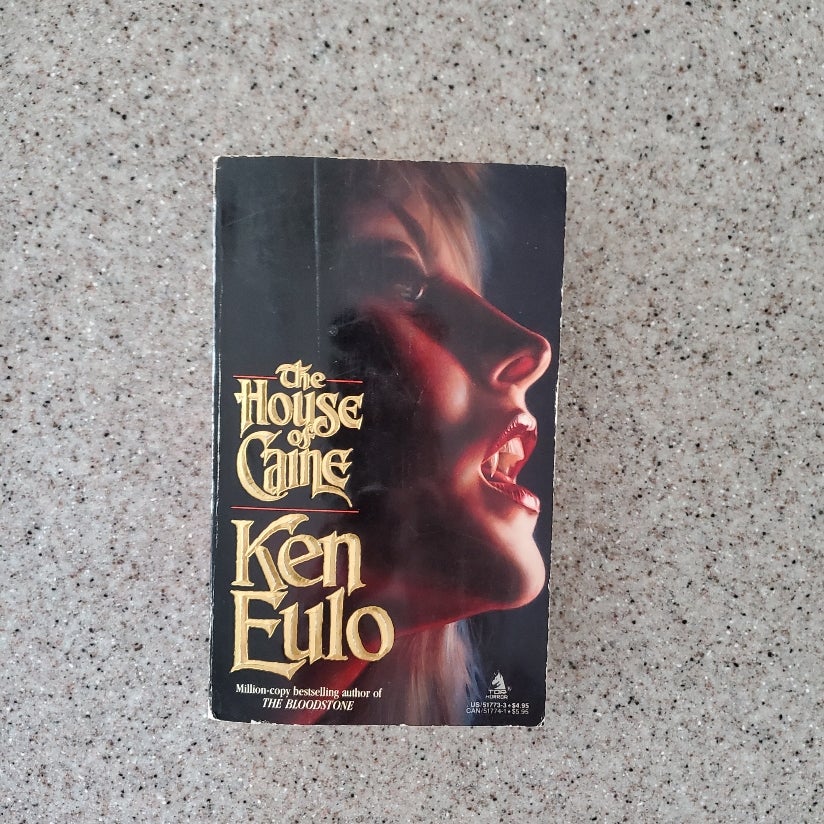 The
House
of
Caine
Ken
Eulo
Million-copy bestselling author of
THE BLOODSTONE
TOR®
HORROR
US/51773-3 • $4.95
CAN/51774-1 • $5.95